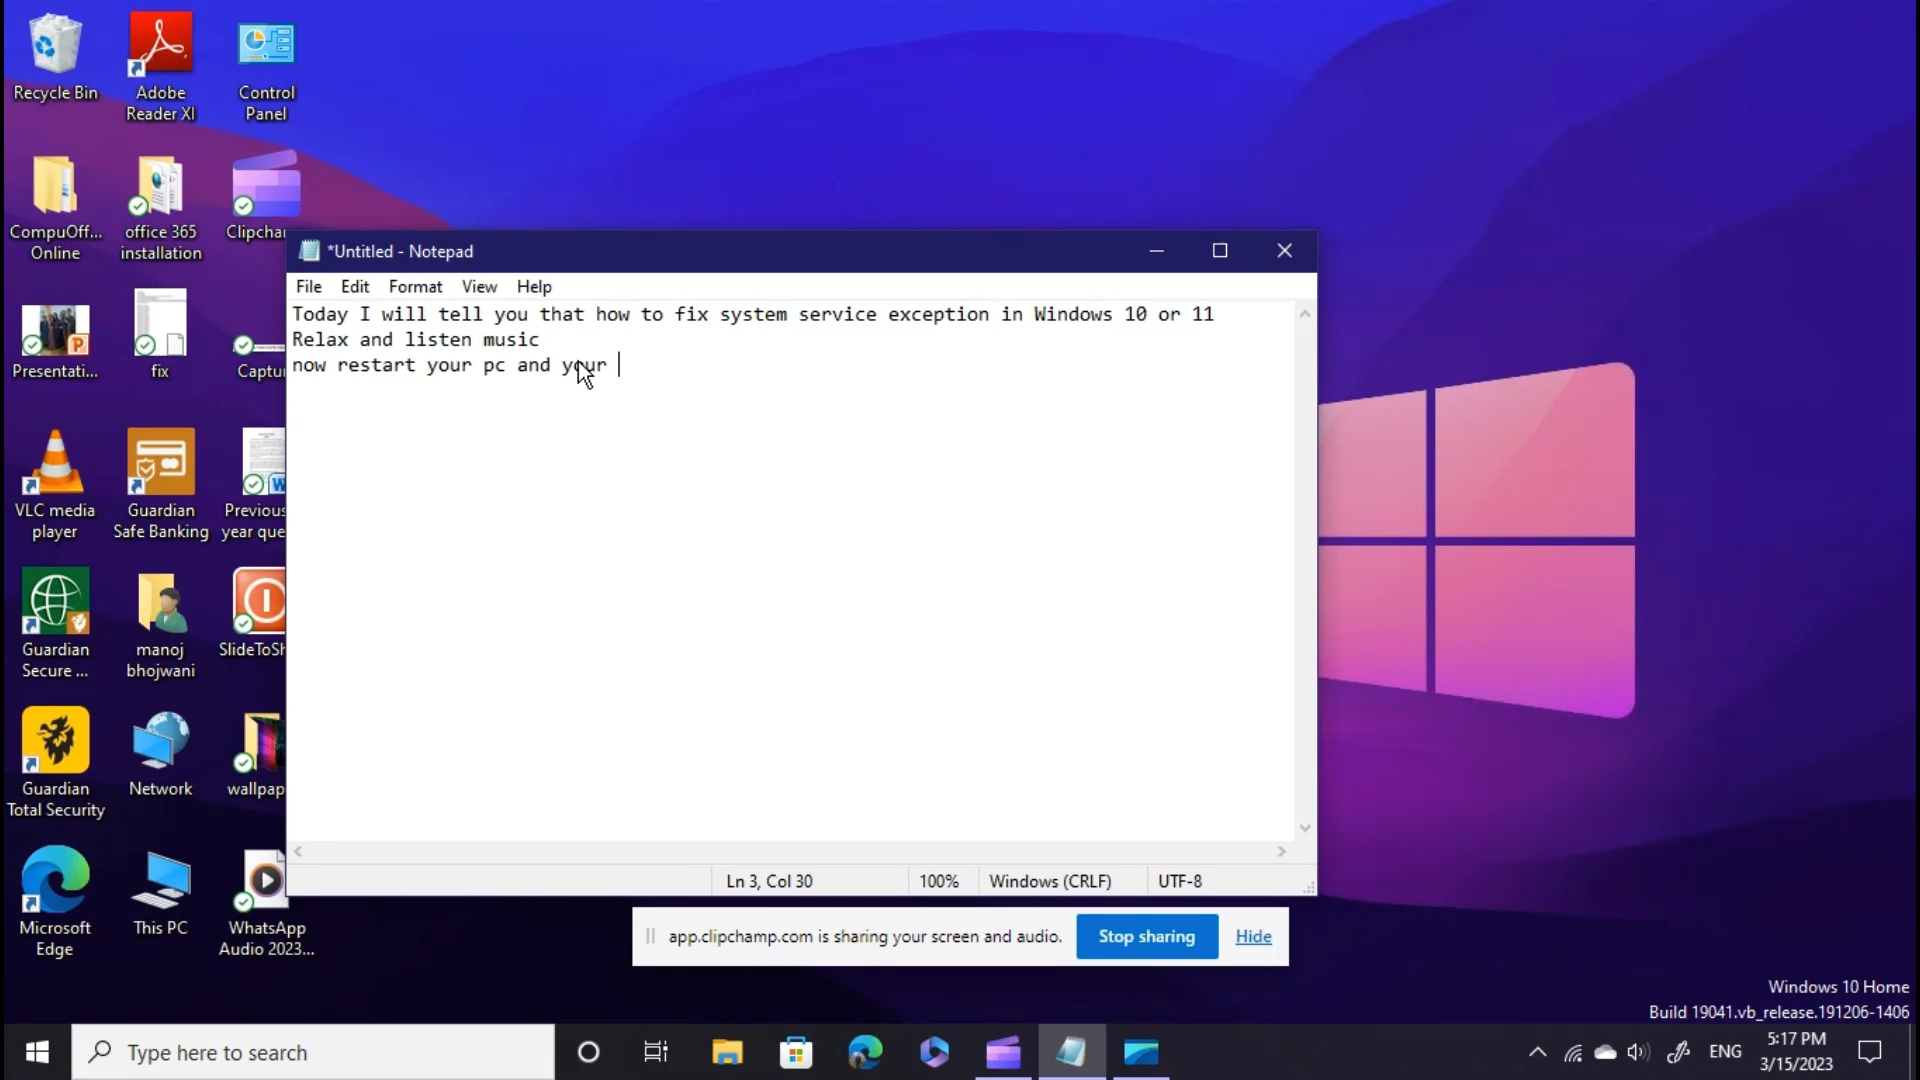 Recycle Bin
Adobe
Reader XI
Control
Panel
CompuOff...
Online
office 365
installation
Clipcha
*Untitled - Notepad
File Edit Format View Help
Today I will tell you that how to fix system service exception in Windows 10 or 11
Relax and listen music
now restart your pc and your
Presentati...
fix
Captu
VLC media
player
Guardian
Safe Banking
Previous
year que
Guardian
Secure ...
manoj
bhojwani
SlideToSh
Guardian
Total Security
Network
wallpap
Microsoft
Edge
This PC
WhatsApp
Audio 2023...
Ln 3, Col 30 100% Windows (CRLF) UTF-8
app.clipchamp.com is sharing your screen and audio. Stop sharing Hide
Windows 10 Home
Build 19041.vb_release.191206-1406
Type here to search
ENG
5:17 PM
3/15/2023